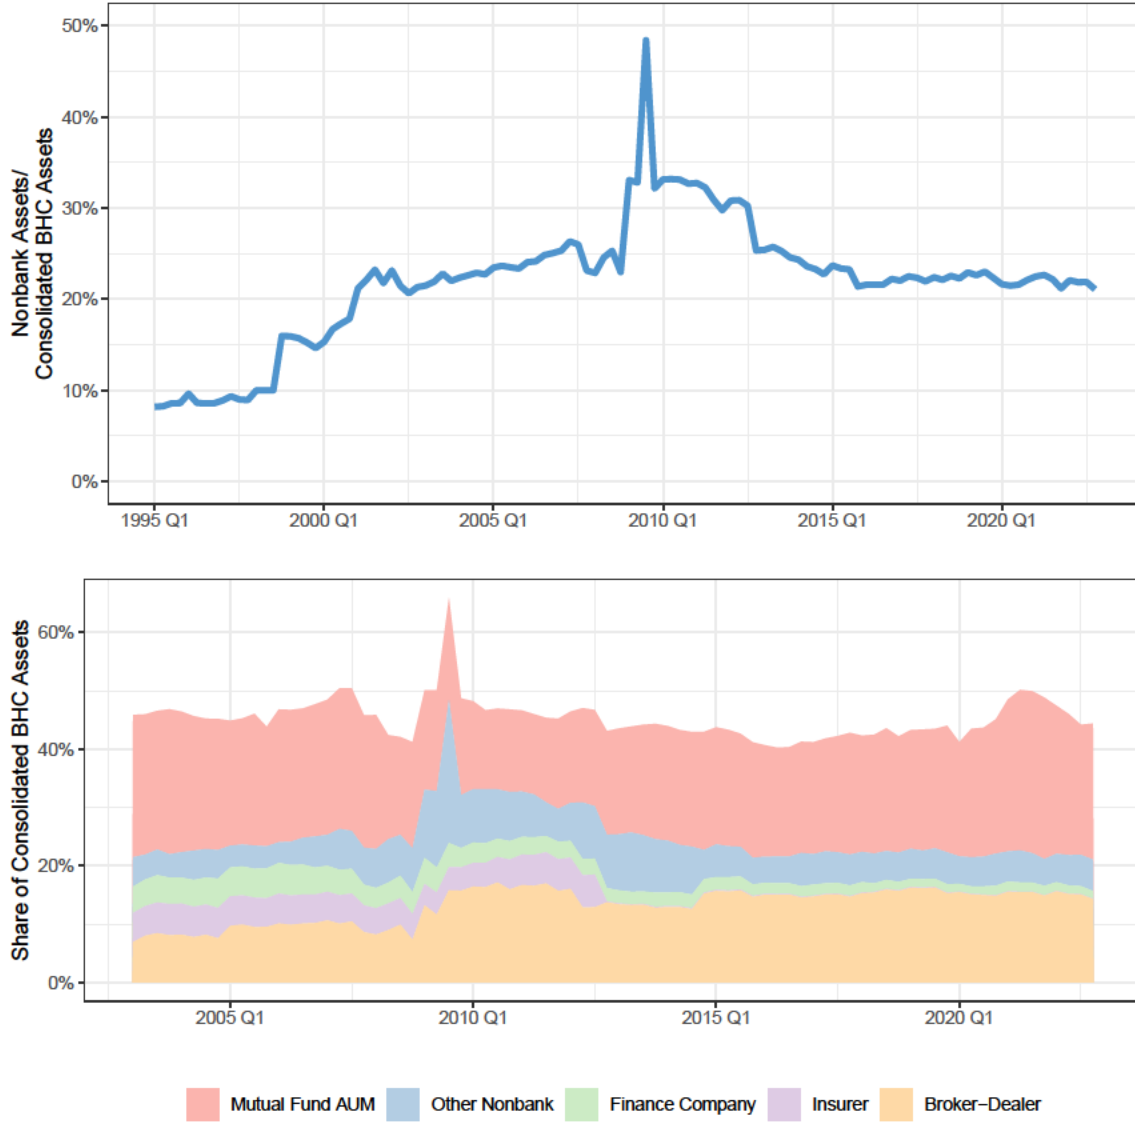 50%
40%
30%
20%
10%
0%
Nonbank Assets/
Consolidated BHC Assets
1995 Q1 2000 Q1 2005 Q1 2010 Q1 2015 Q1 2020 Q1
60%
40%
20%
0%
Share of Consolidated BHC Assets
2005 Q1 2010 Q1 2015 Q1 2020 Q1
Mutual Fund AUM Other Nonbank Finance Company Insurer Broker−Dealer